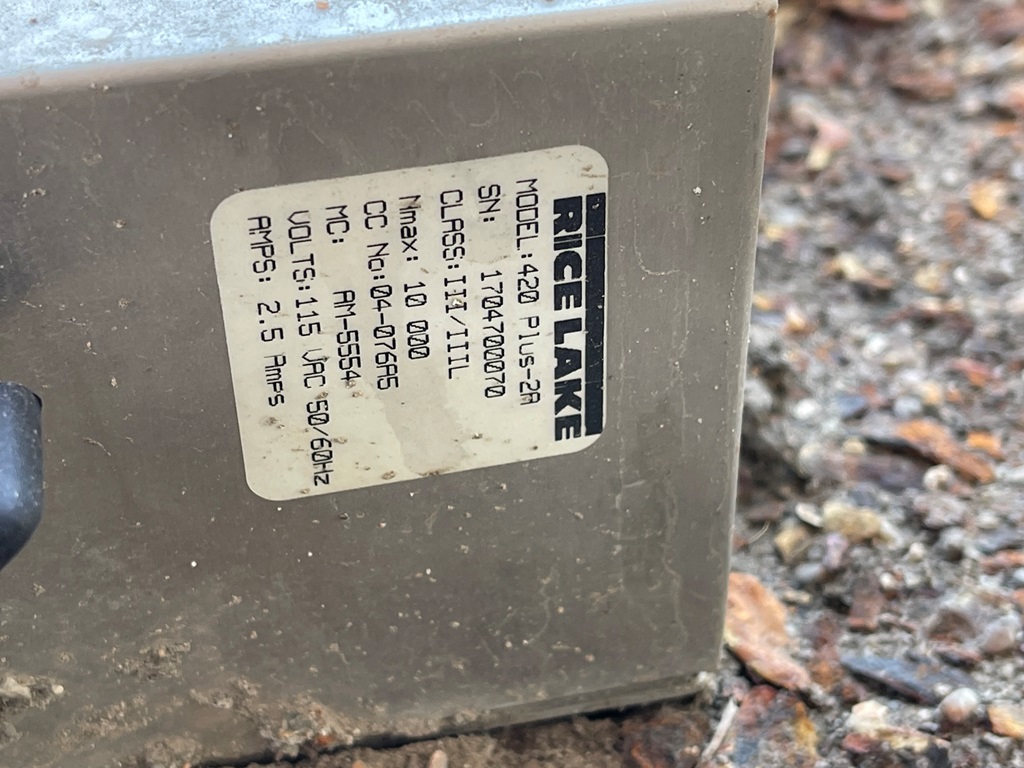 RICE LAKE
MODEL: 420 Plus-2A
SN: 1704700070
CLASS: III/IIIL
Nmax: 10 000
CC No: 04-076A5
MC: AM-5554
VOLTS: 115 VAC 50/60Hz
AMPS: 2.5 Amps